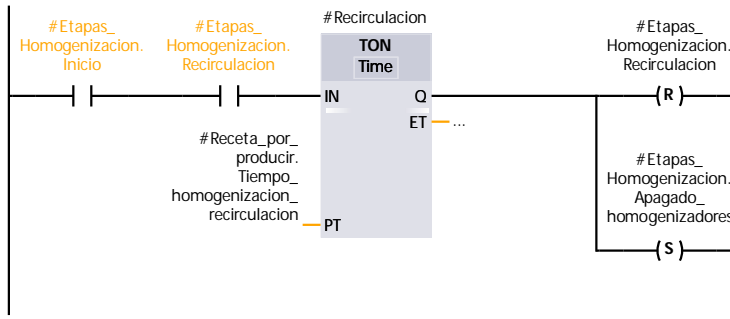 #Etapas_
Homogenizacion.
Inicio
#Etapas_
Homogenizacion.
Recirculacion
#Recirculacion
TON
Time
IN
Q
ET
...
#Receta_por_
producir.
Tiempo_
homogenizacion_
recirculacion
PT
#Etapas_
Homogenizacion.
Recirculacion
R
#Etapas_
Homogenizacion.
Apagado_
homogenizadores
S